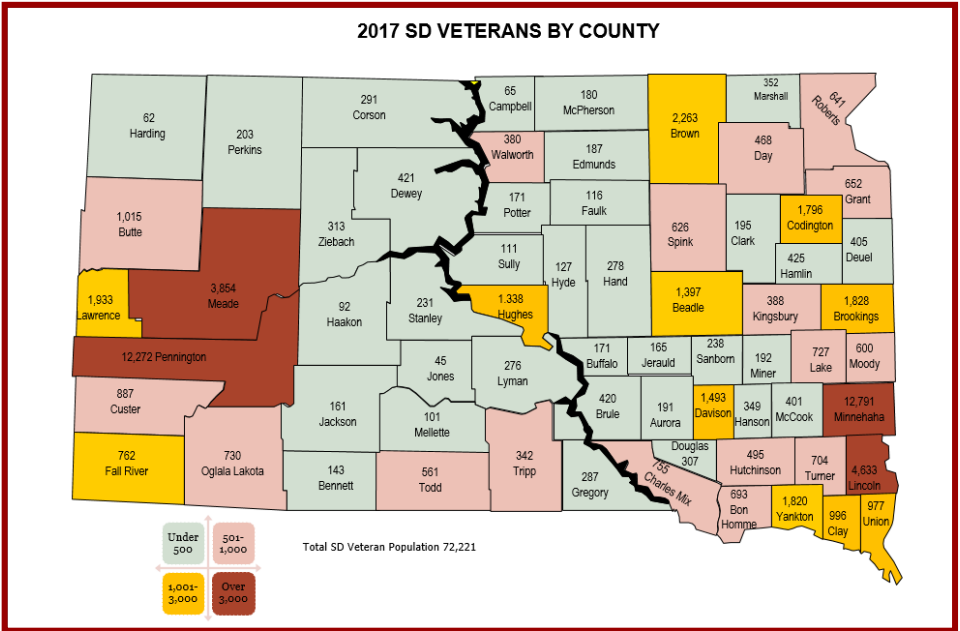 2017 SD VETERANS BY COUNTY
62
Harding
203
Perkins
291
Corson
65
Campbell
180
McPherson
2,263
Brown
352
Marshall
641
Roberts
380
Walworth
187
Edmunds
468
Day
421
Dewey
171
Potter
116
Faulk
652
Grant
1,015
Butte
313
Ziebach
626
Spink
195
Clark
1,796
Codington
405
Deuel
111
Sully
127
Hyde
278
Hand
425
Hamlin
3,854
Meade
1,933
Lawrence
92
Haakon
231
Stanley
1.338
Hughes
1,397
Beadle
388
Kingsbury
1,828
Brookings
12,272 Pennington
45
Jones
276
Lyman
171
Buffalo
165
Jerauld
238
Sanborn
192
Miner
727
Lake
600
Moody
887
Custer
161
Jackson
101
Mellette
420
Brule
191
Aurora
1,493
Davison
349
Hanson
401
McCook
12,791
Minnehaha
762
Fall River
730
Oglala Lakota
143
Bennett
561
Todd
342
Tripp
287
Gregory
755
Charles Mix
Douglas
307
495
Hutchinson
704
Turner
4,633
Lincoln
693
Bon
Homme
1,820
Yankton
996
Clay
977
Union
Under
500
501-
1,000
1,001-
3,000
Over
3,000
Total SD Veteran Population 72,221